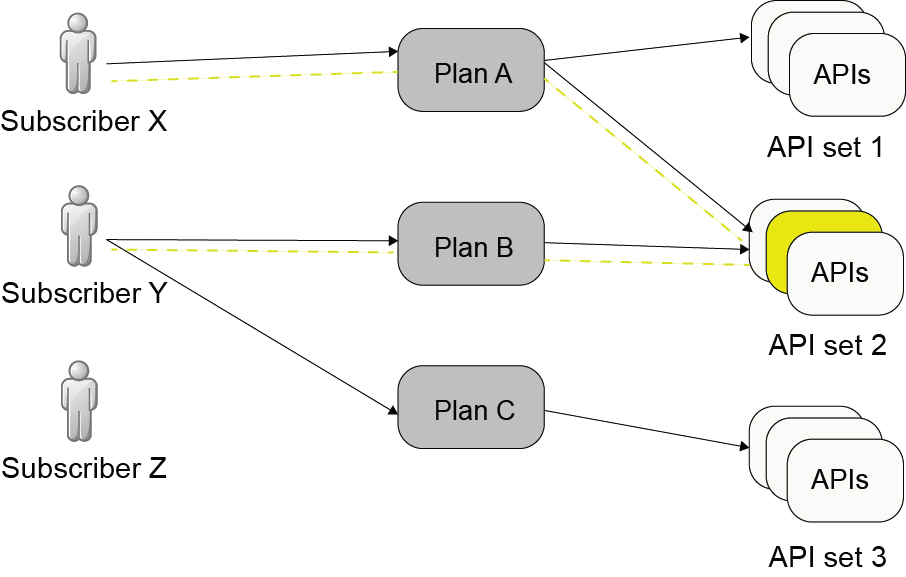 Subscriber X
Plan A
APIs
API set 1
Subscriber Y
Plan B
APIs
API set 2
Subscriber Z
Plan C
APIs
API set 3